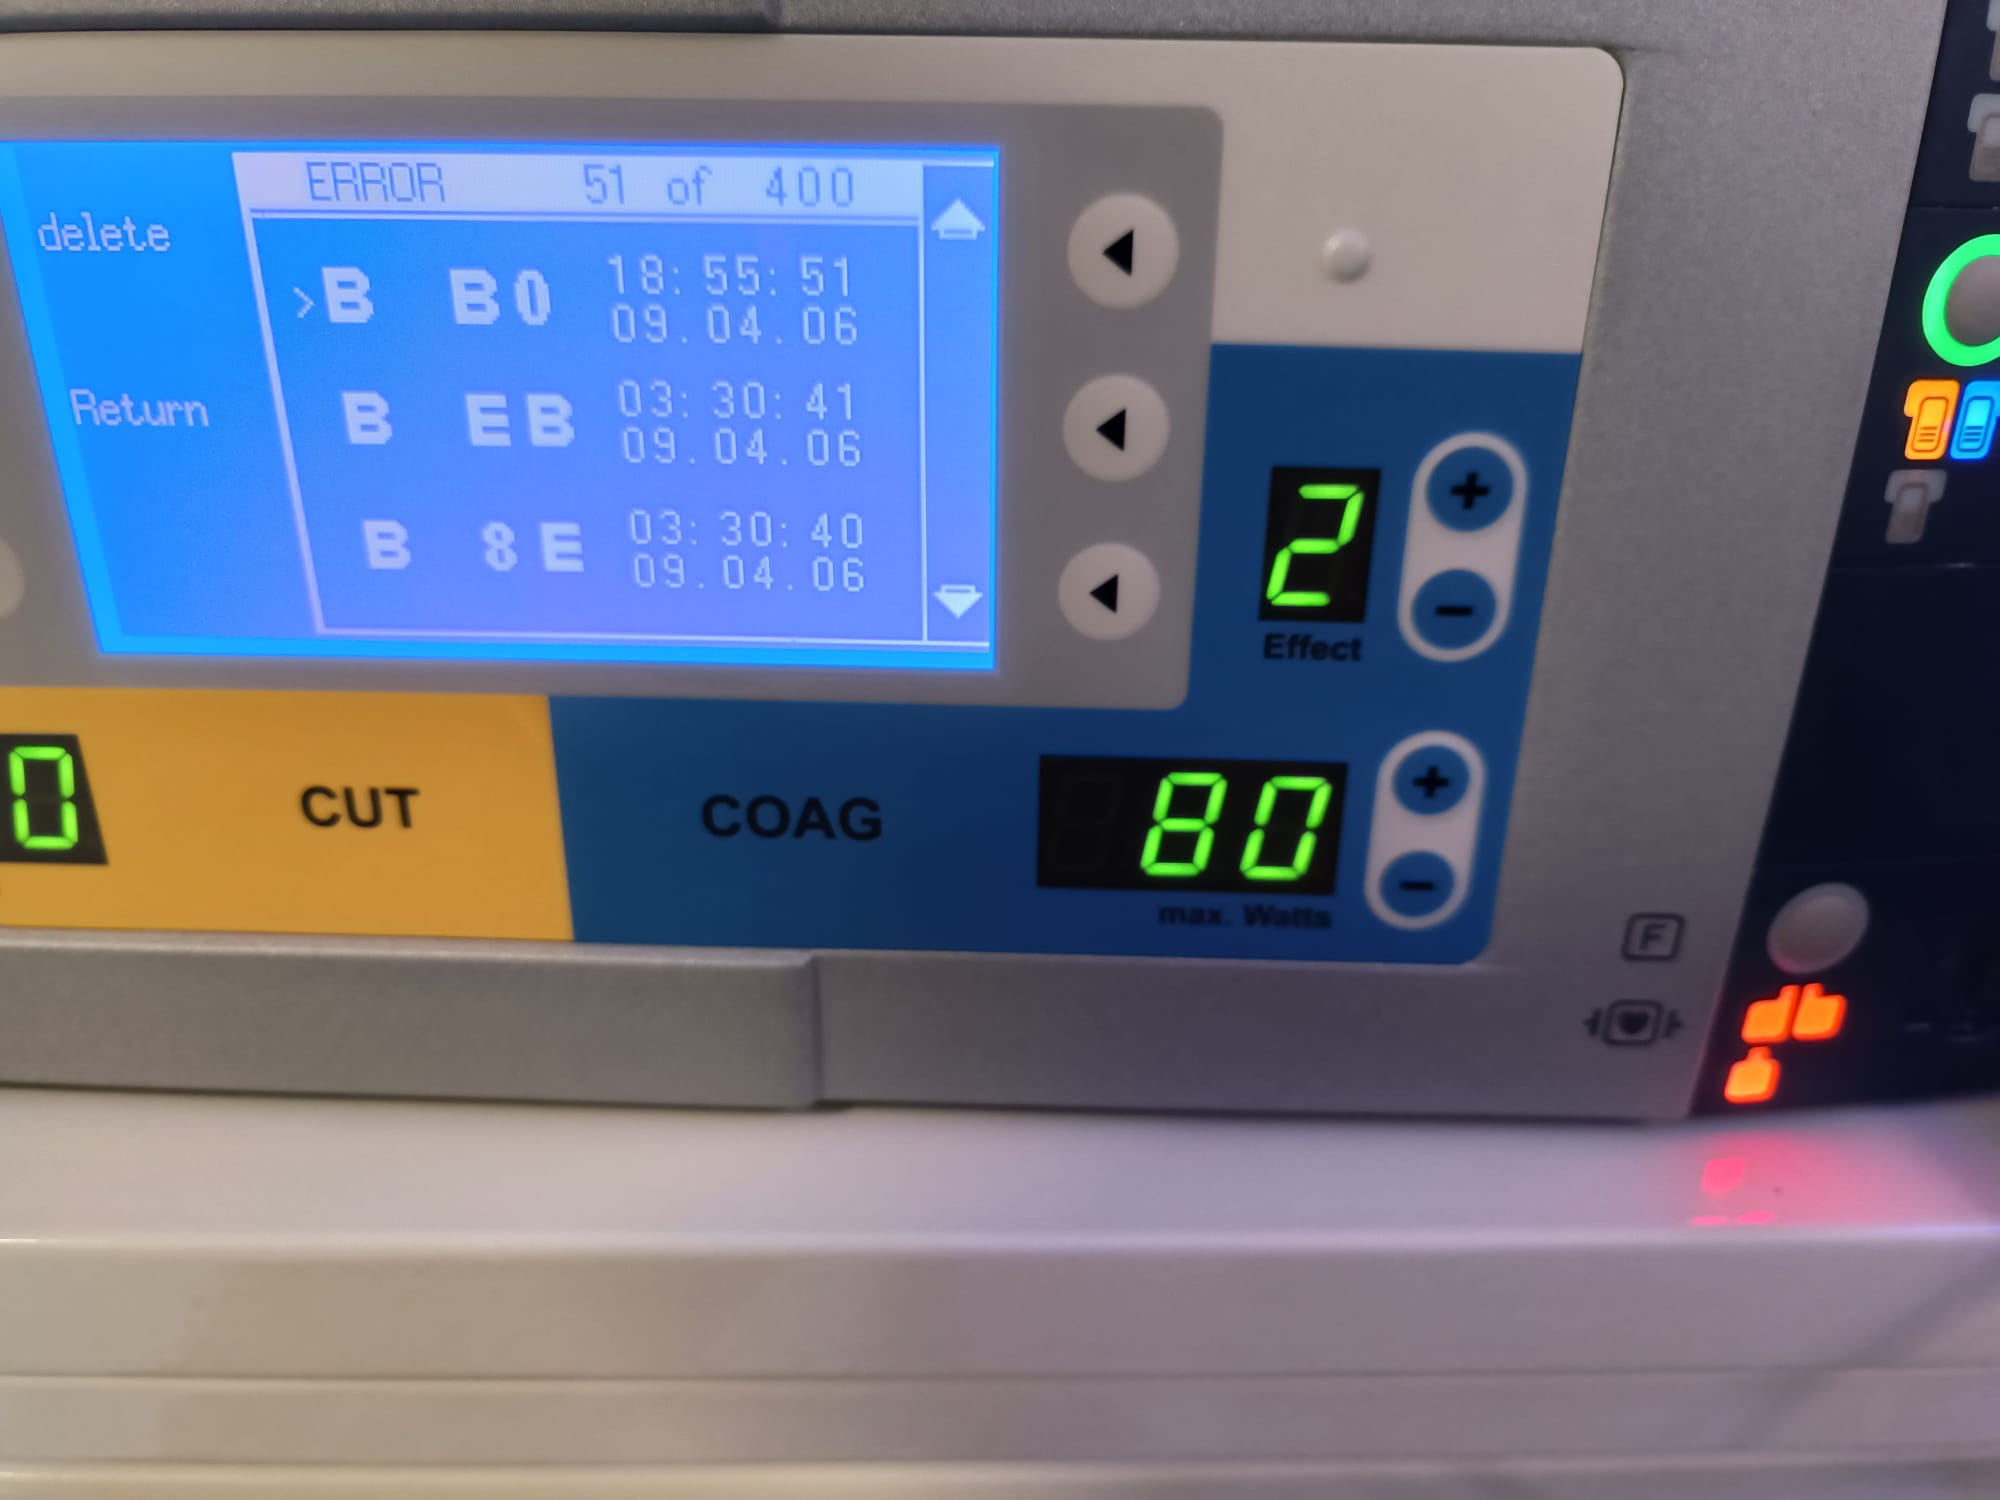 ERROR 51 of 400
delete
>B B0 18:55:51
09.04.06
Return
B EB 03:30:41
09.04.06
B 8E 03:30:40
09.04.06
+
2
-
Effect
0
CUT
COAG
80
+
-
max. Watts
F